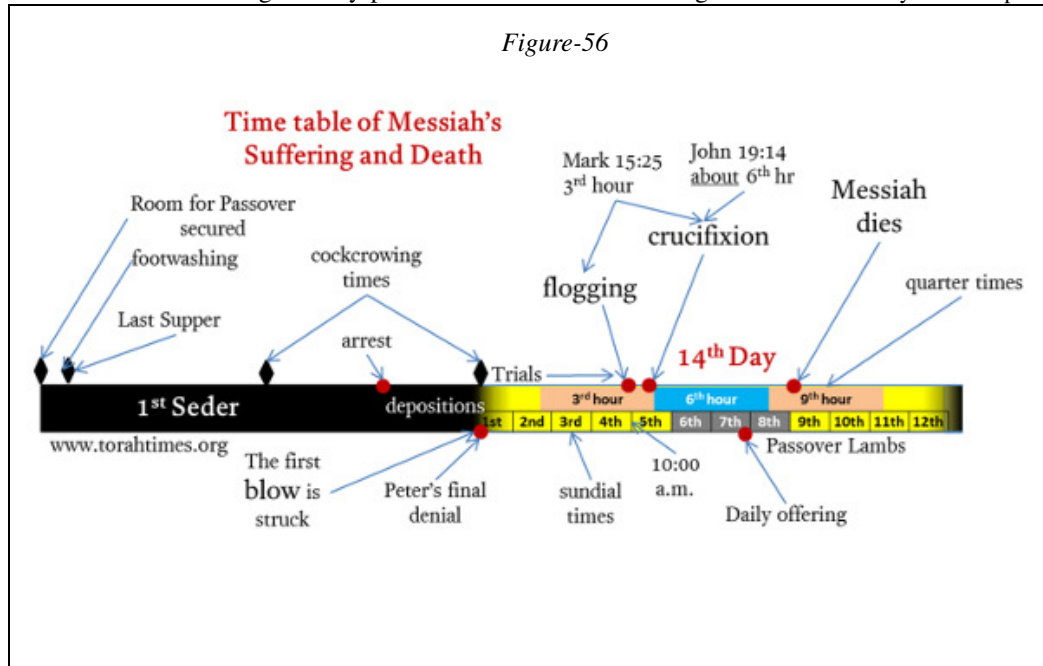 Figure-56
Time table of Messiah's
Suffering and Death
Mark 15:25
3rd hour
John 19:14
about 6th hr
Messiah
dies
Room for Passover
secured
footwashing
cockcrowing
times
crucifixion
flogging
quarter times
Last Supper
arrest
Trials
14th Day
1st Seder
depositions
3rd hour
6th hour
9th hour
1st 2nd 3rd 4th 5th 6th 7th 8th 9th 10th 11th 12th
www.torahtimes.org
Passover Lambs
The first
blow is
struck
Peter's final
denial
sundial
times
10:00
a.m.
Daily offering